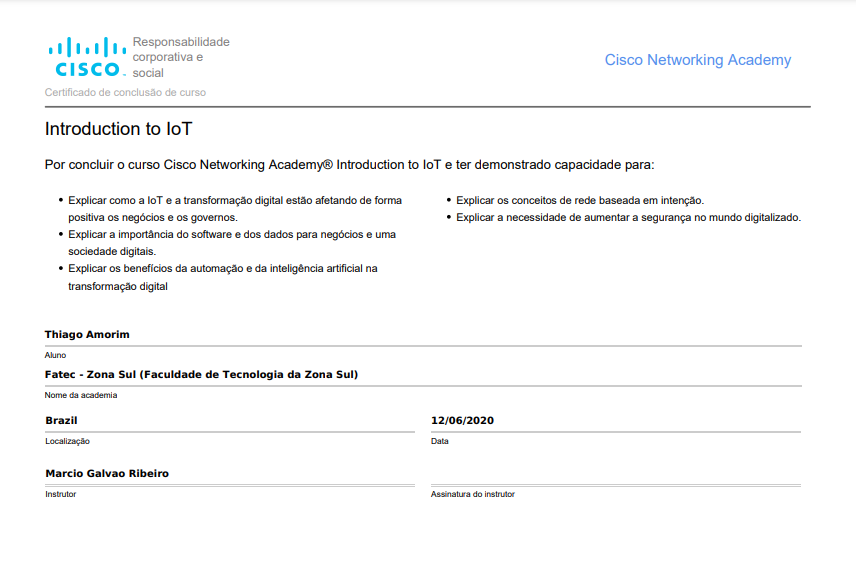 Responsabilidade
corporativa e
social
CISCO
Cisco Networking Academy
Certificado de conclusão de curso
Introduction to IoT
Por concluir o curso Cisco Networking Academy® Introduction to IoT e ter demonstrado capacidade para:
• Explicar como a IoT e a transformação digital estão afetando de forma
positiva os negócios e os governos.
• Explicar a importância do software e dos dados para negócios e uma
sociedade digitais.
• Explicar os benefícios da automação e da inteligência artificial na
transformação digital
• Explicar os conceitos de rede baseada em intenção.
• Explicar a necessidade de aumentar a segurança no mundo digitalizado.
Thiago Amorim
Aluno
Fatec - Zona Sul (Faculdade de Tecnologia da Zona Sul)
Nome da academia
Brazil
Localização
12/06/2020
Data
Marcio Galvao Ribeiro
Instrutor
Assinatura do instrutor